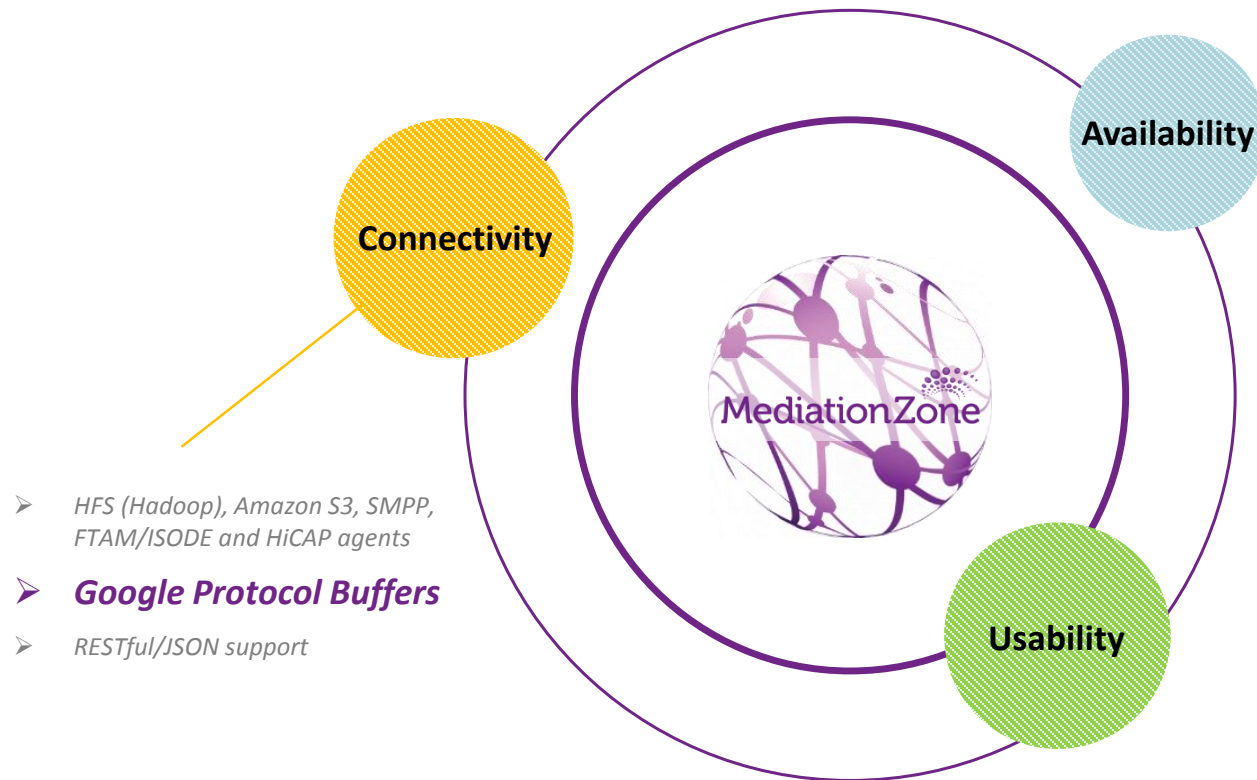 Availability
Connectivity
MediationZone
➢ HFS (Hadoop), Amazon S3, SMPP,
FTAM/ISODE and HiCAP agents
➢ Google Protocol Buffers
➢ RESTful/JSON support
Usability